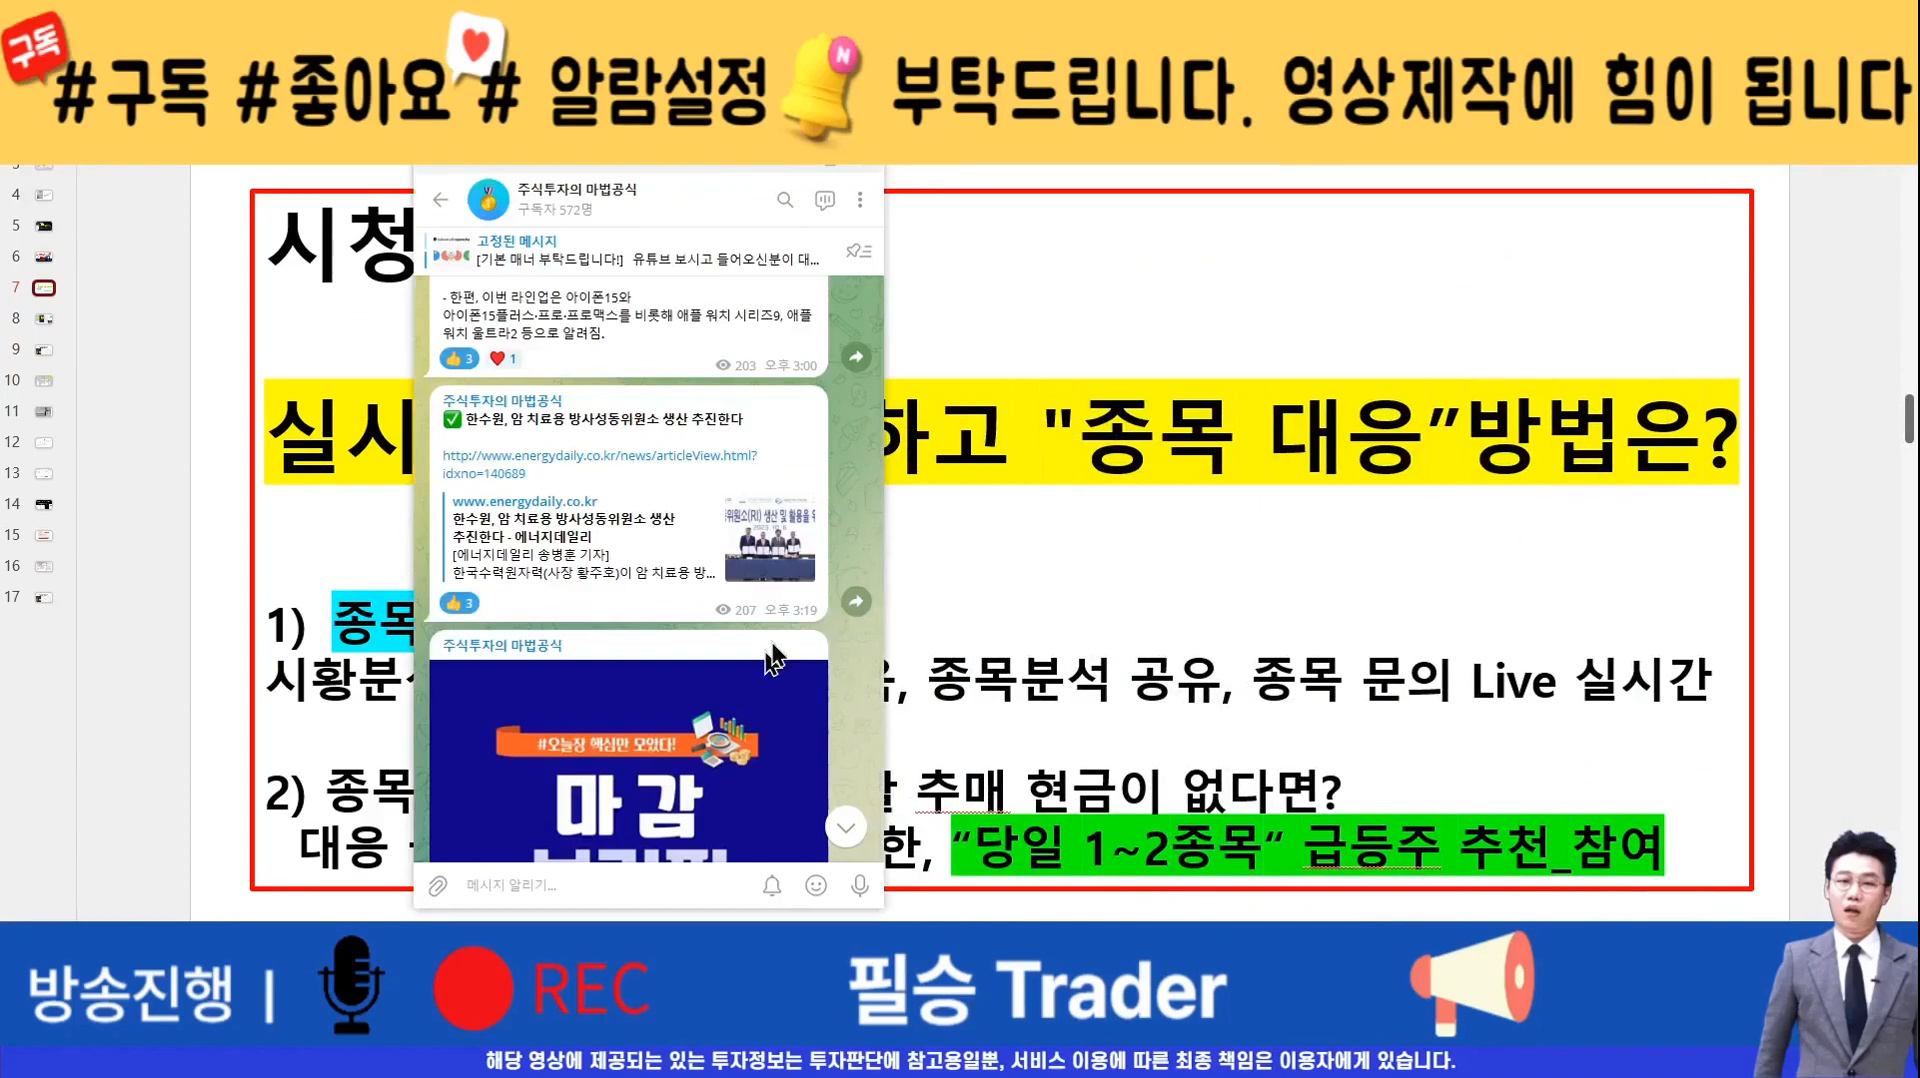 구독
#구독 #좋아요 # 알람설정 부탁드립니다. 영상제작에 힘이 됩니다
N
4
5
6
7
8
9
10
11
12
13
14
15
16
17
주식투자의 마법공식
구독자 572명
고정된 메시지
[기본 매너 부탁드립니다!] 유튜브 보시고 들어오신분이 대...
- 한편, 이번 라인업은 아이폰15와
아이폰15플러스·프로·프로맥스를 비롯해 애플 워치 시리즈9, 애플
워치 울트라2 등으로 알려짐.
3 1
203 오후 3:00
주식투자의 마법공식
한수원, 암 치료용 방사성동위원소 생산 추진한다
http://www.energydaily.co.kr/news/articleView.html?
idxno=140689
www.energydaily.co.kr
한수원, 암 치료용 방사성동위원소 생산
추진한다 - 에너지데일리
[에너지데일리 송병훈 기자]
한국수력원자력(사장 황주호)이 암 치료용 방...
위원소(RI) 생산 및 활용을
3
207 오후 3:19
주식투자의 마법공식
#오늘장 핵심만 모았다!
마감
메시지 알리기...
시청
실시 하고 "종목 대응”방법은?
1) 종목
시황분 , 종목분석 공유, 종목 문의 Live 실시간
2) 종목 추매 현금이 없다면?
대응 한, “당일 1~2종목“ 급등주 추천_참여
방송진행 | REC 필승 Trader
해당 영상에 제공되는 있는 투자정보는 투자판단에 참고용일뿐, 서비스 이용에 따른 최종 책임은 이용자에게 있습니다.